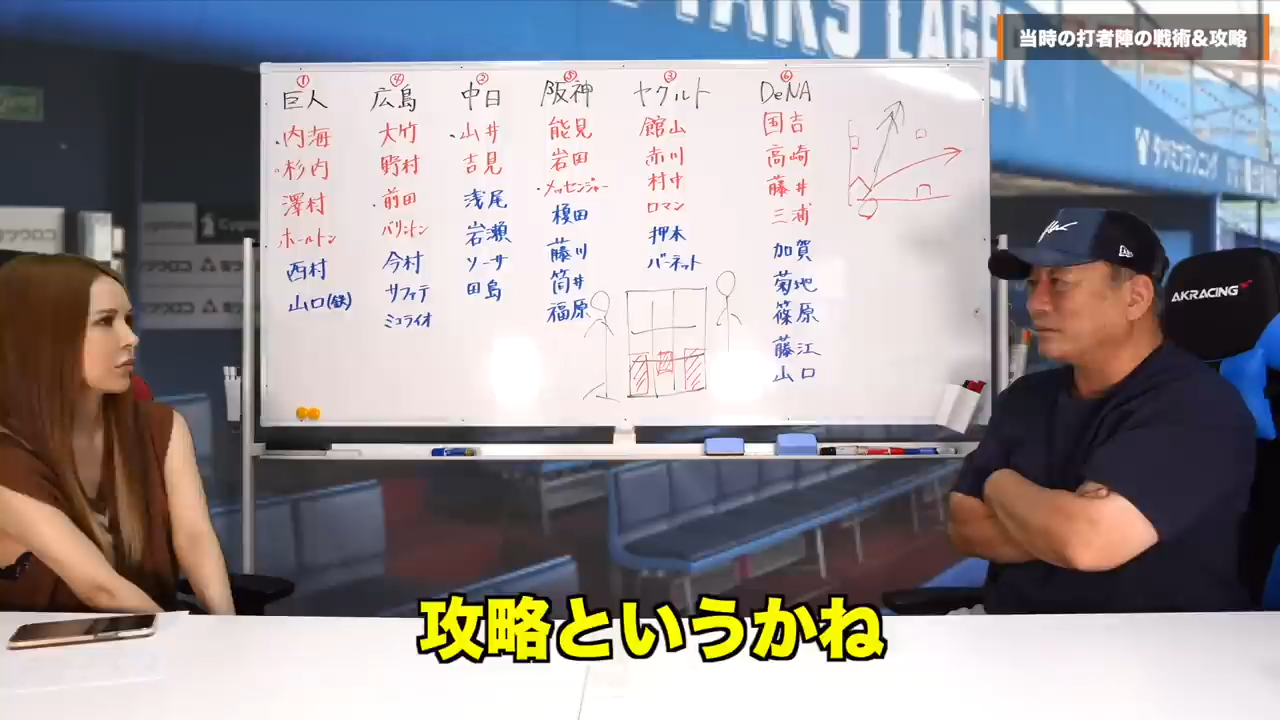 当時の打者陣の戦術&攻略
TARS LAGER
① 巨人
内海
杉内
澤村
ホールトン
西村
山口(鉄)
④ 広島
大竹
野村
前田
バリントン
今村
サファテ
ミコライオ
② 中日
山井
吉見
浅尾
岩瀬
ソーサ
田島
⑤ 阪神
能見
岩田
メッセンジャー
榎田
藤川
筒井
福原
③ ヤクルト
館山
赤川
村中
ロマン
押本
バーネット
⑥ DeNA
国吉
高崎
藤井
三浦
加賀
菊地
篠原
藤江
山口
AKRACING
攻略というかね